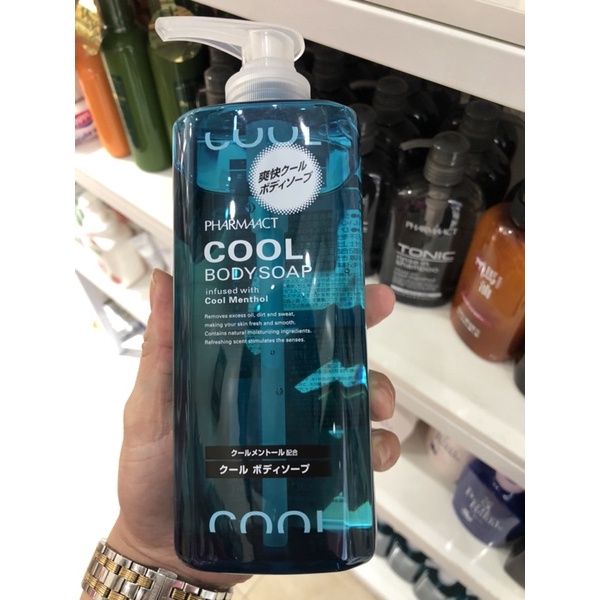 COOL
爽快クール
ボディソープ
PHARMAACT
COOL
BODY SOAP
infused with
Cool Menthol
Removes excess oil, dirt and sweat,
making your skin fresh and smooth.
Contains natural moisturizing ingredients.
Refreshing scent stimulates the senses.
クールメントール配合
クール ボディソープ
COOL
PHARMAACT
TONIC